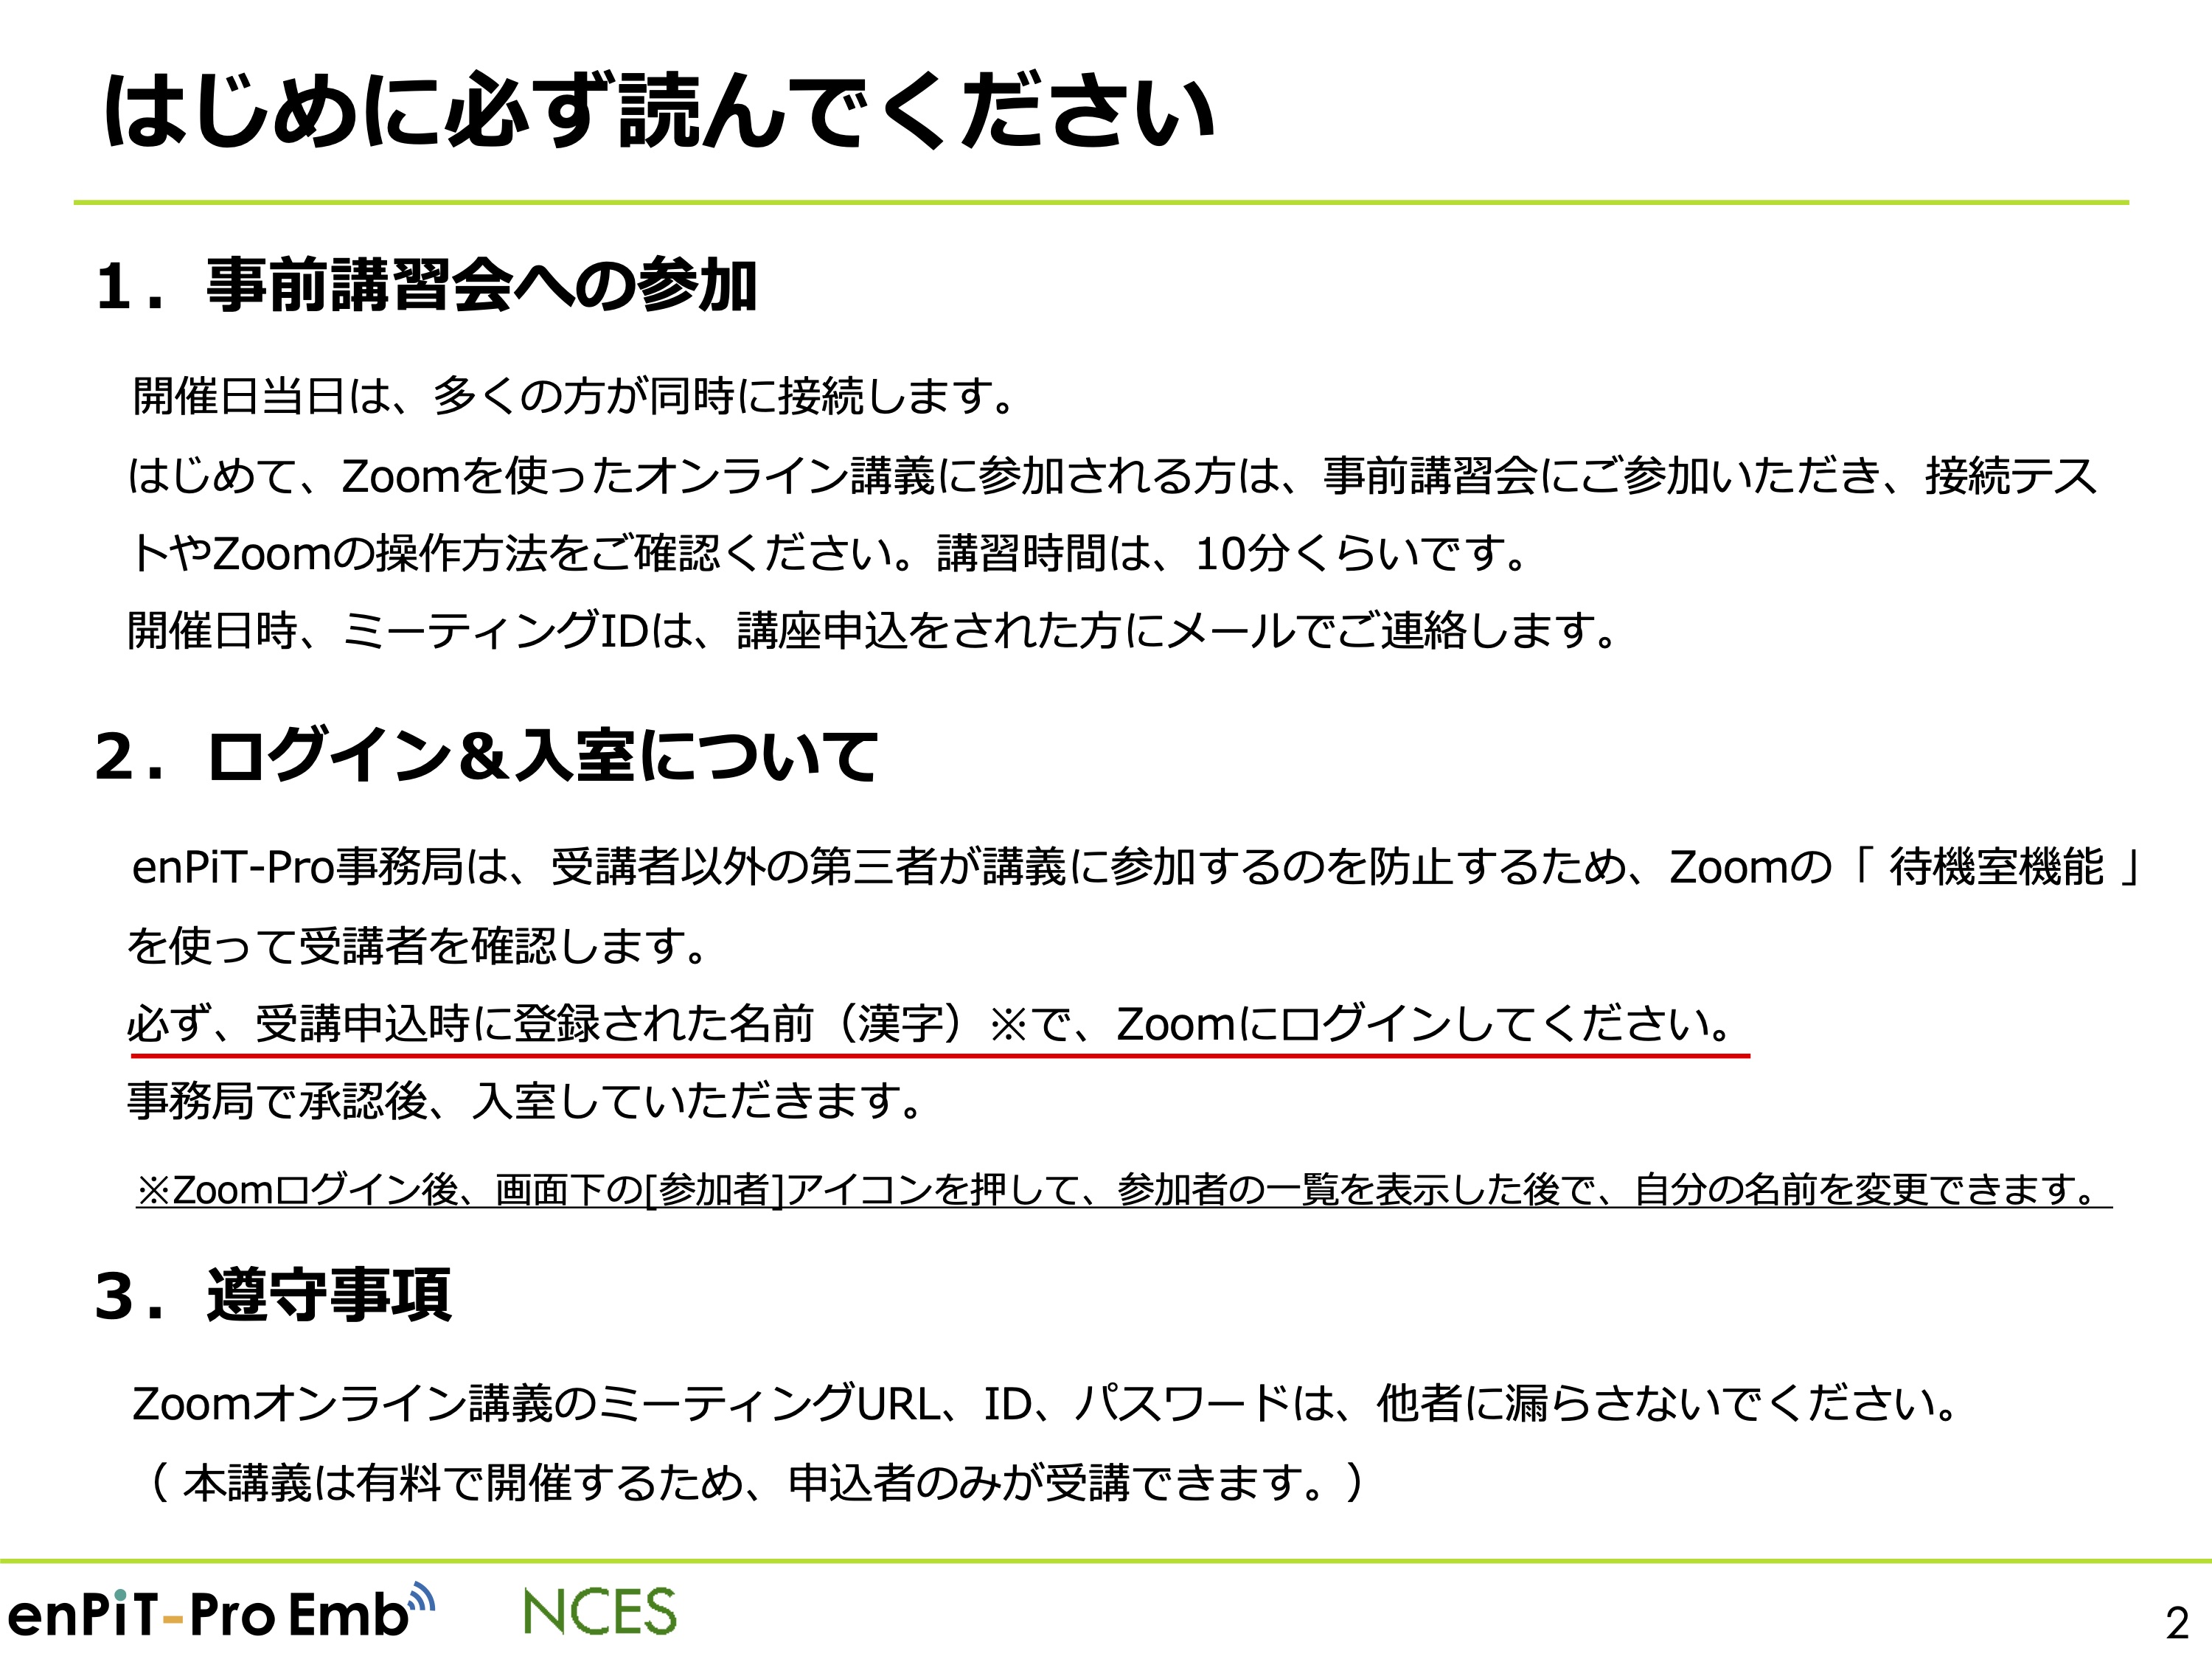 はじめに必ず読んでください
1．事前講習会への参加
開催日当日は、多くの方が同時に接続します。
はじめて、Zoomを使ったオンライン講義に参加される方は、事前講習会にご参加いただき、接続テス
トやZoomの操作方法をご確認ください。講習時間は、10分くらいです。
開催日時、ミーティングIDは、講座申込をされた方にメールでご連絡します。
2．ログイン＆入室について
enPiT-Pro事務局は、受講者以外の第三者が講義に参加するのを防止するため、Zoomの「 待機室機能 」
を使って受講者を確認します。
必ず、受講申込時に登録された名前（漢字）※で、Zoomにログインしてください。
事務局で承認後、入室していただきます。
※Zoomログイン後、画面下の[参加者]アイコンを押して、参加者の一覧を表示した後で、自分の名前を変更できます。
3．遵守事項
Zoomオンライン講義のミーティングURL、ID、パスワードは、他者に漏らさないでください。
（ 本講義は有料で開催するため、申込者のみが受講できます。）
enPiT-Pro Emb NCES
2